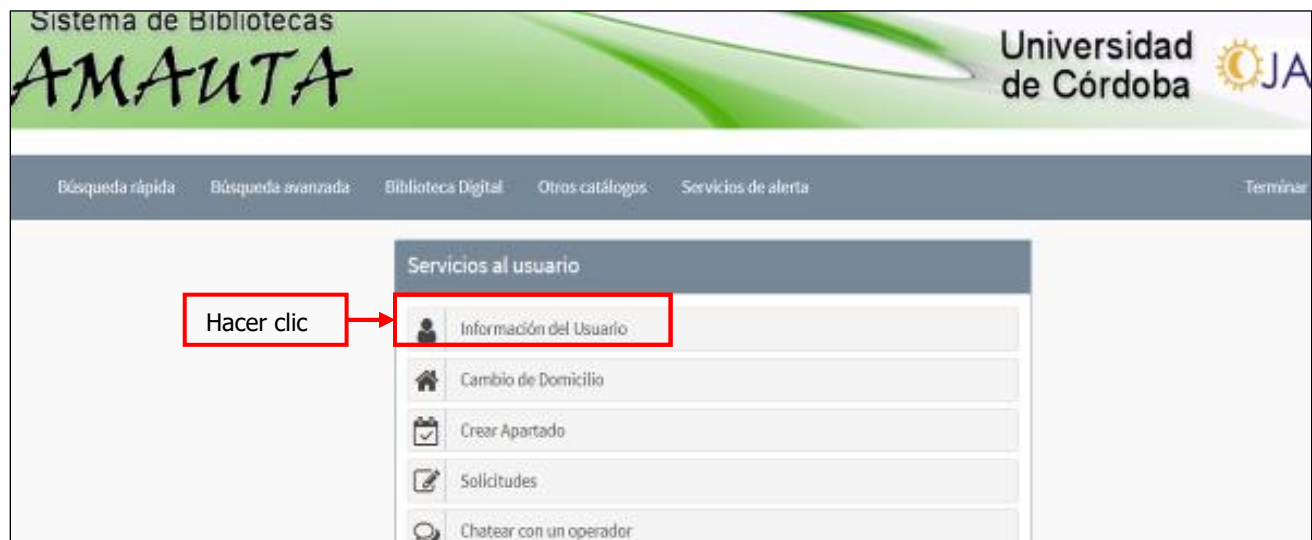 Sistema de Bibliotecas
AMAUTA
Universidad
de Córdoba
JA
Búsqueda rápida Búsqueda avanzada Biblioteca Digital Otros catálogos Servicios de alerta Terminar
Servicios al usuario
Hacer clic
Información del Usuario
Cambio de Domicilio
Crear Apartado
Solicitudes
Chatear con un operador